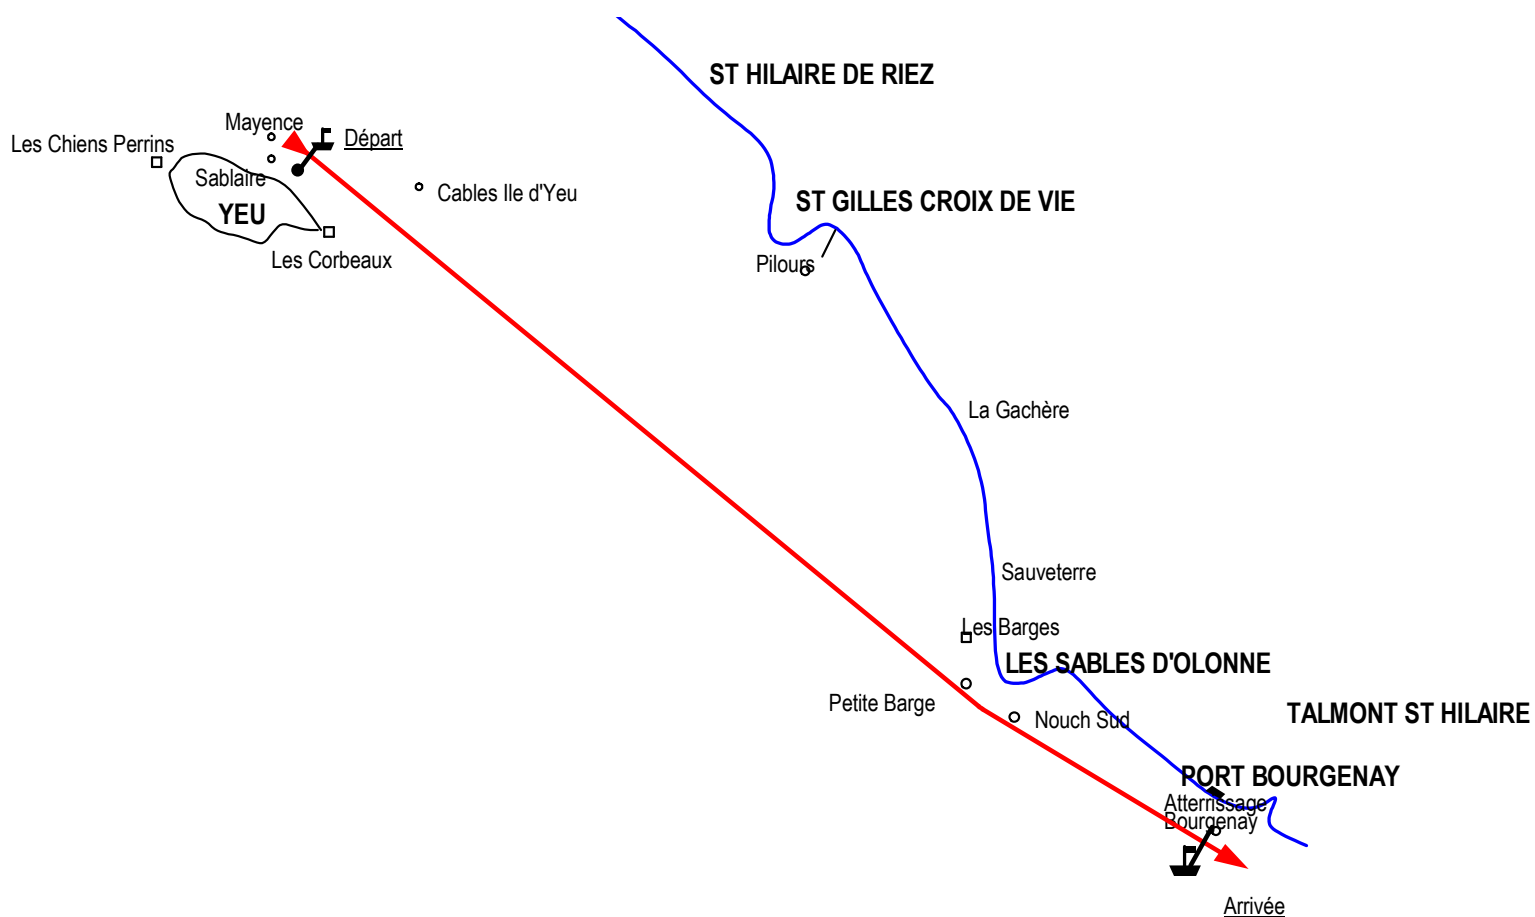 ST HILAIRE DE RIEZ
Mayence
Départ
Les Chiens Perrins
Sablaire
Cables Ile d'Yeu
YEU
ST GILLES CROIX DE VIE
Les Corbeaux
Pilours
La Gachère
Sauveterre
Les Barges
LES SABLES D'OLONNE
Petite Barge
Nouch Sud
TALMONT ST HILAIRE
PORT BOURGENAY
Atterrissage
Bourgenay
Arrivée